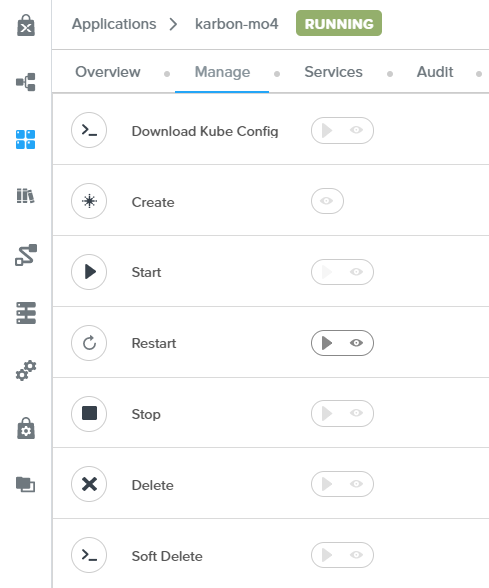 Applications > karbon-mo4 RUNNING
Overview Manage Services Audit
Download Kube Config
Create
Start
Restart
Stop
Delete
Soft Delete